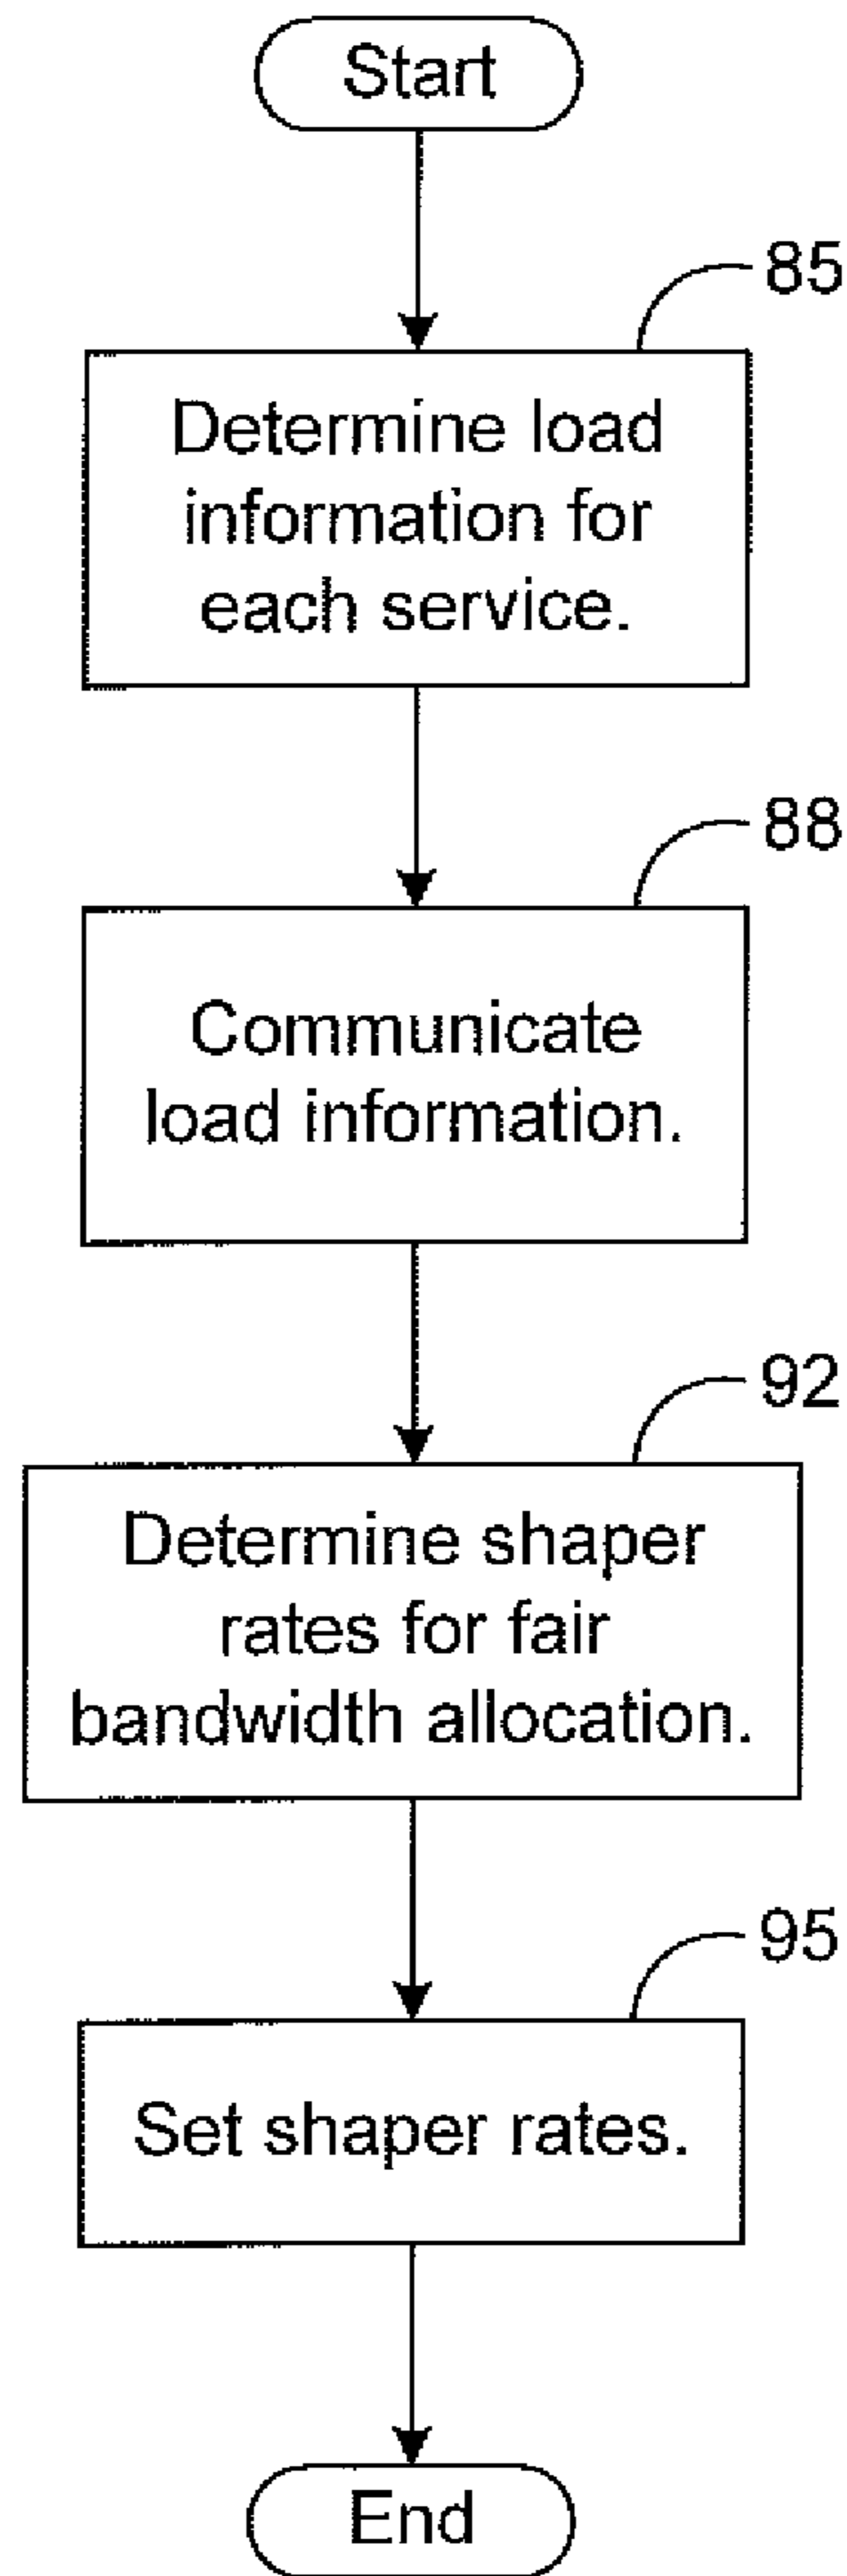 Start
85
Determine load
information for
each service.
88
Communicate
load information.
92
Determine shaper
rates for fair
bandwidth allocation.
95
Set shaper rates.
End